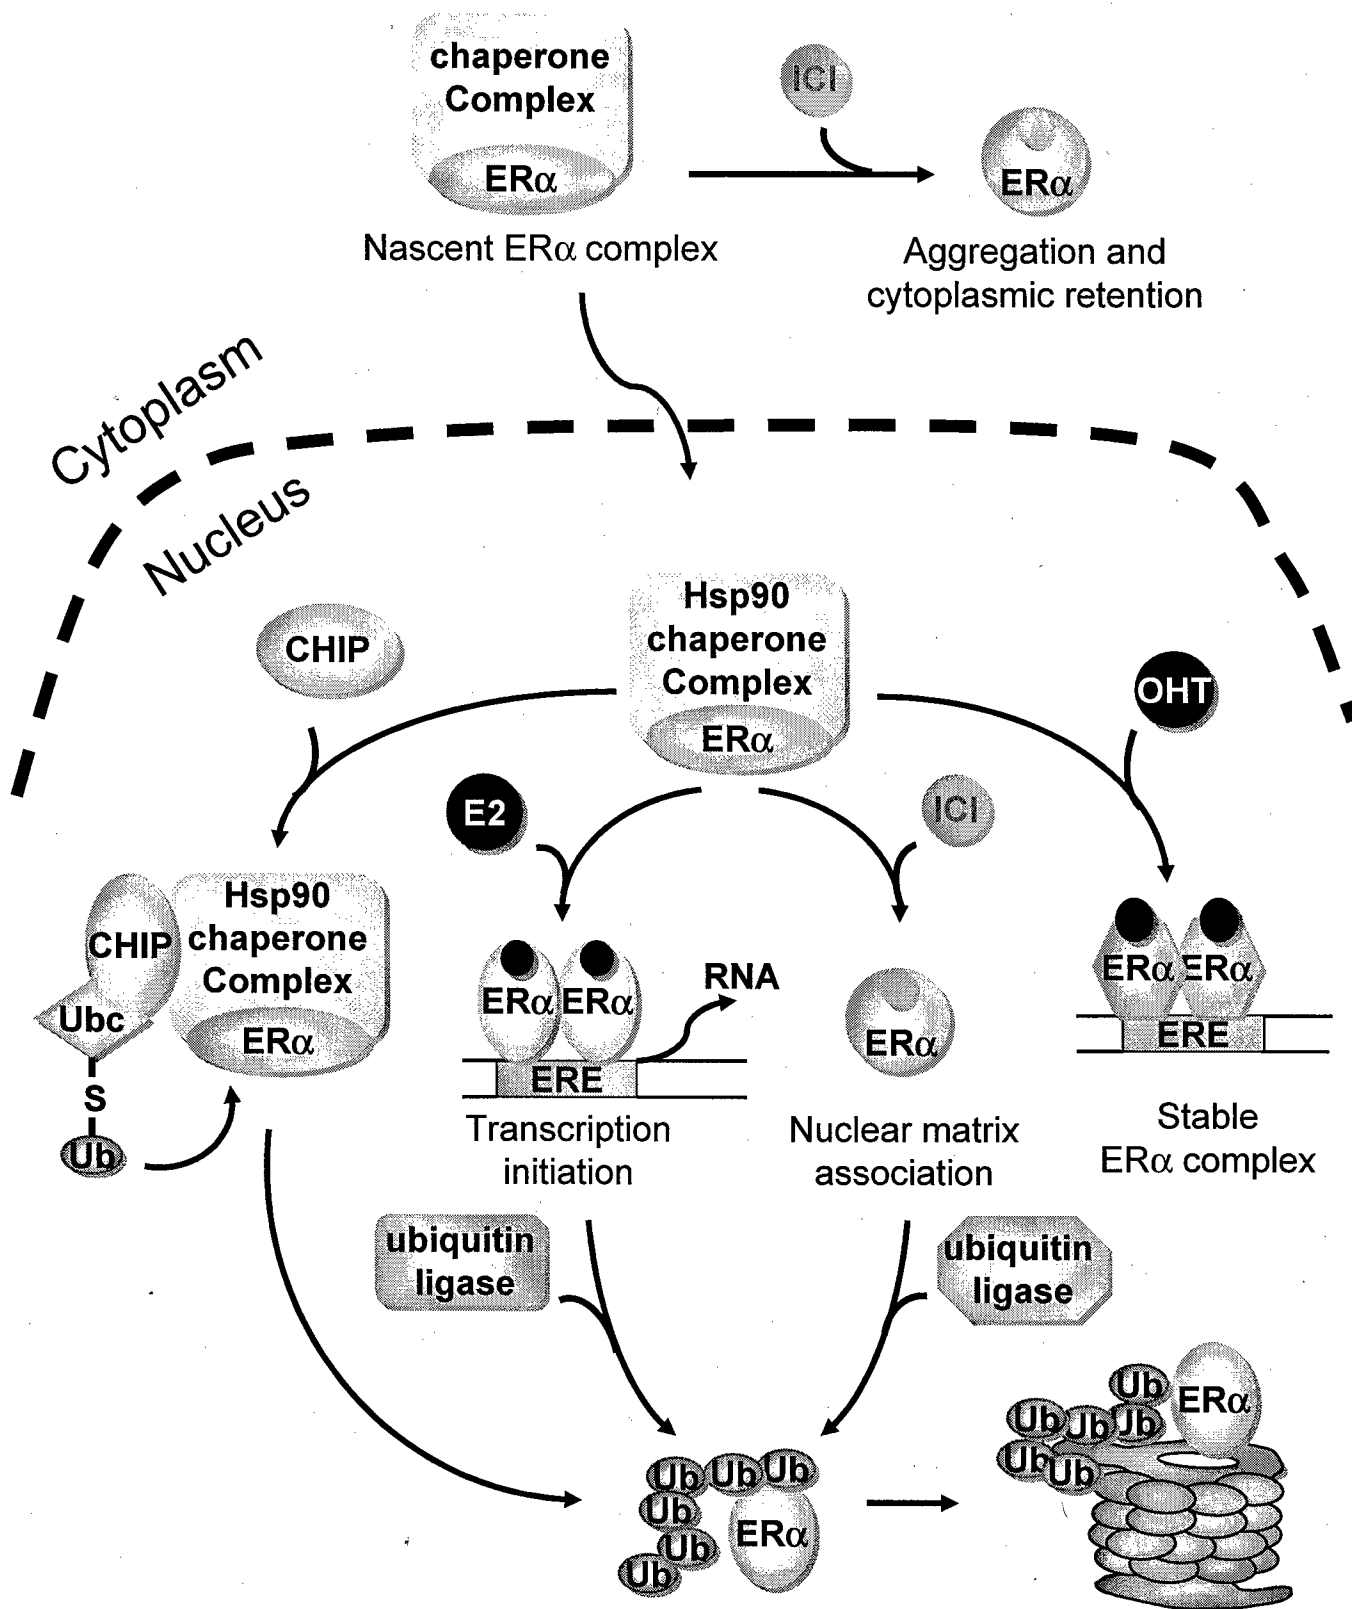 chaperone
Complex
ERα
Nascent ERα complex
ICI
ERα
Aggregation and
cytoplasmic retention
Cytoplasm
Nucleus
CHIP
Hsp90
chaperone
Complex
ERα
OHT
E2
ICI
CHIP
Hsp90
chaperone
Complex
ERα
Ubc
S
Ub
ERα ERα
RNA
ERE
Transcription
initiation
ERα
Nuclear matrix
association
ERα ERα
ERE
Stable
ERα complex
ubiquitin
ligase
ubiquitin
ligase
Ub Ub Ub
Ub
Ub
Ub
ERα
Ub
Ub Ub Ub
Ub Ub
ERα